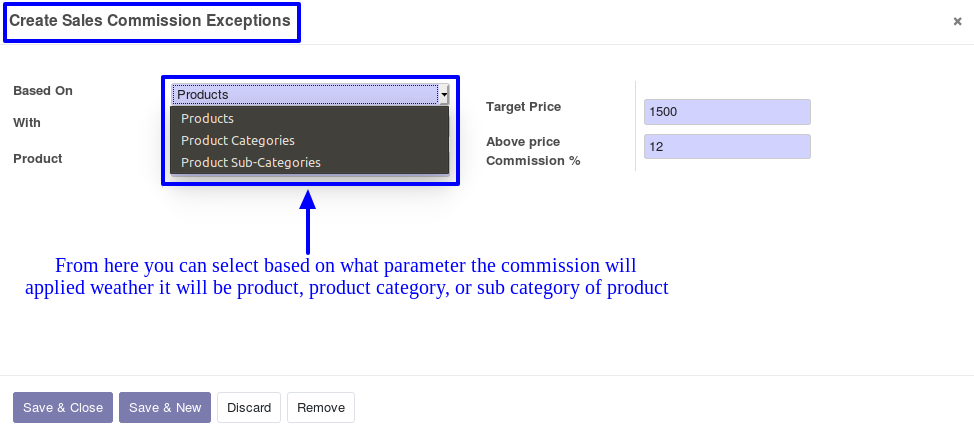 Create Sales Commission Exceptions
×
Based On
Products
With
Products
Product Categories
Product
Product Sub-Categories
Target Price
1500
Above price
Commission %
12
From here you can select based on what parameter the commission will
applied weather it will be product, product category, or sub category of product
Save & Close
Save & New
Discard
Remove